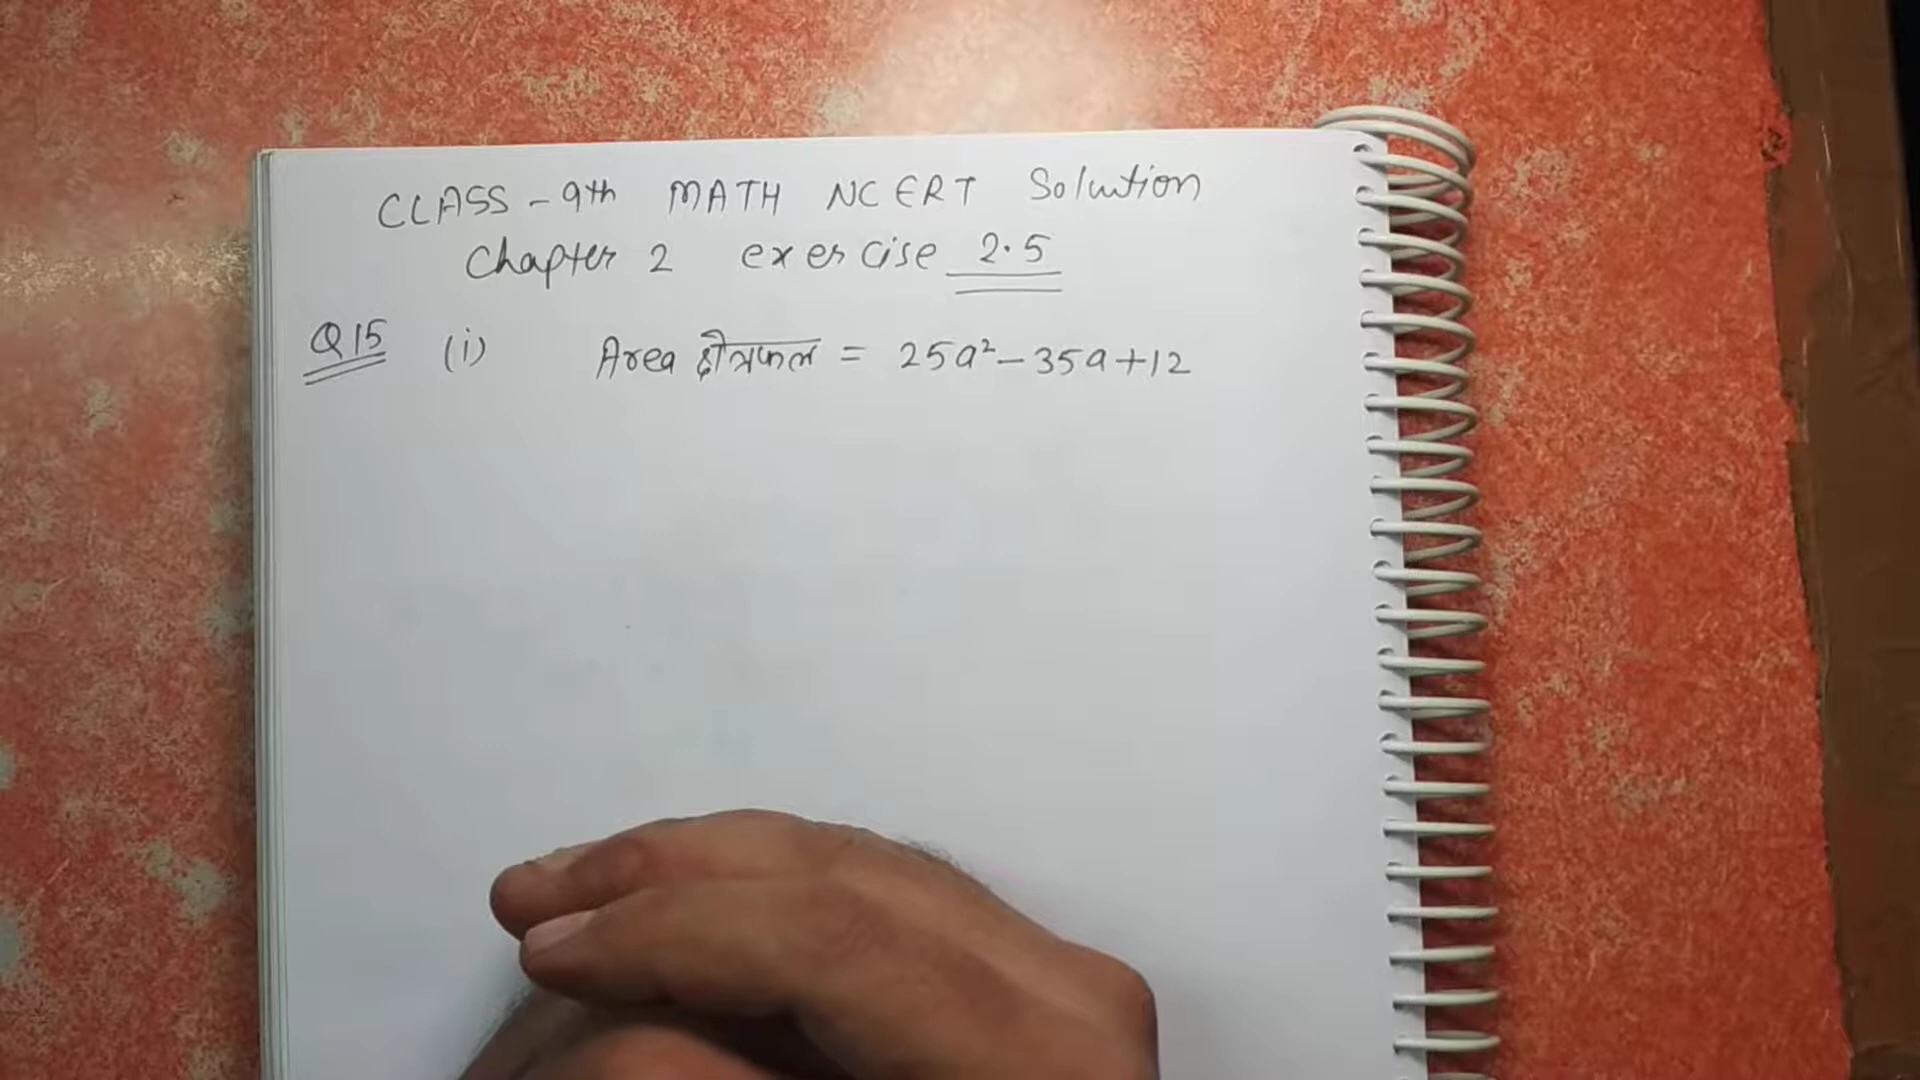 CLASS - 9th MATH NCERT Solution
Chapter 2 exercise 2.5
Q15 (i) Area क्षेत्रफल = 25a² - 35a + 12